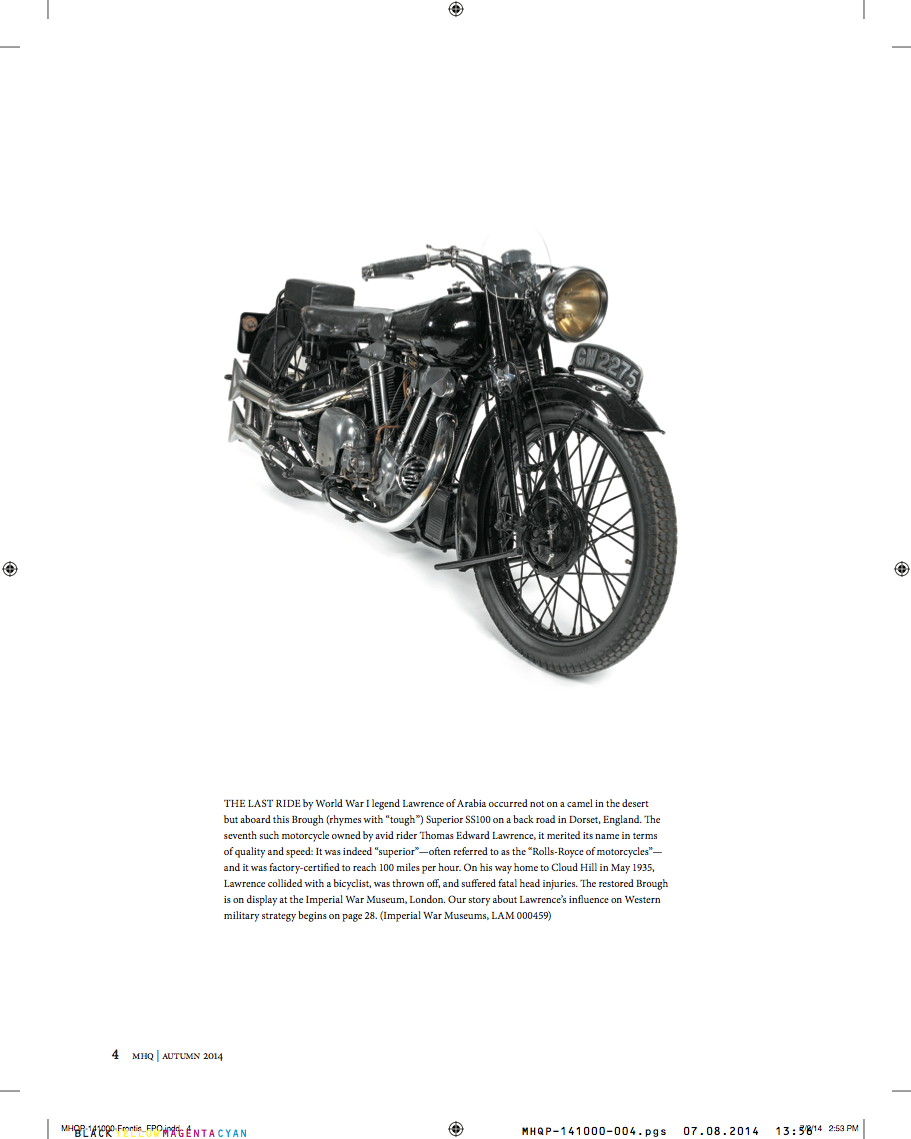 GW 2275
THE LAST RIDE by World War I legend Lawrence of Arabia occurred not on a camel in the desert
but aboard this Brough (rhymes with “tough”) Superior SS100 on a back road in Dorset, England. The
seventh such motorcycle owned by avid rider Thomas Edward Lawrence, it merited its name in terms
of quality and speed: It was indeed “superior”—often referred to as the “Rolls-Royce of motorcycles”—
and it was factory-certified to reach 100 miles per hour. On his way home to Cloud Hill in May 1935,
Lawrence collided with a bicyclist, was thrown off, and suffered fatal head injuries. The restored Brough
is on display at the Imperial War Museum, London. Our story about Lawrence’s influence on Western
military strategy begins on page 28. (Imperial War Museums, LAM 000459)
4 MHQ | AUTUMN 2014
MHQP-141000-Frontis_FPO.indd 4
BLACK YELLOW MAGENTA CYAN
MHQP-141000-004.pgs 07.08.2014 13:56
2:53 PM